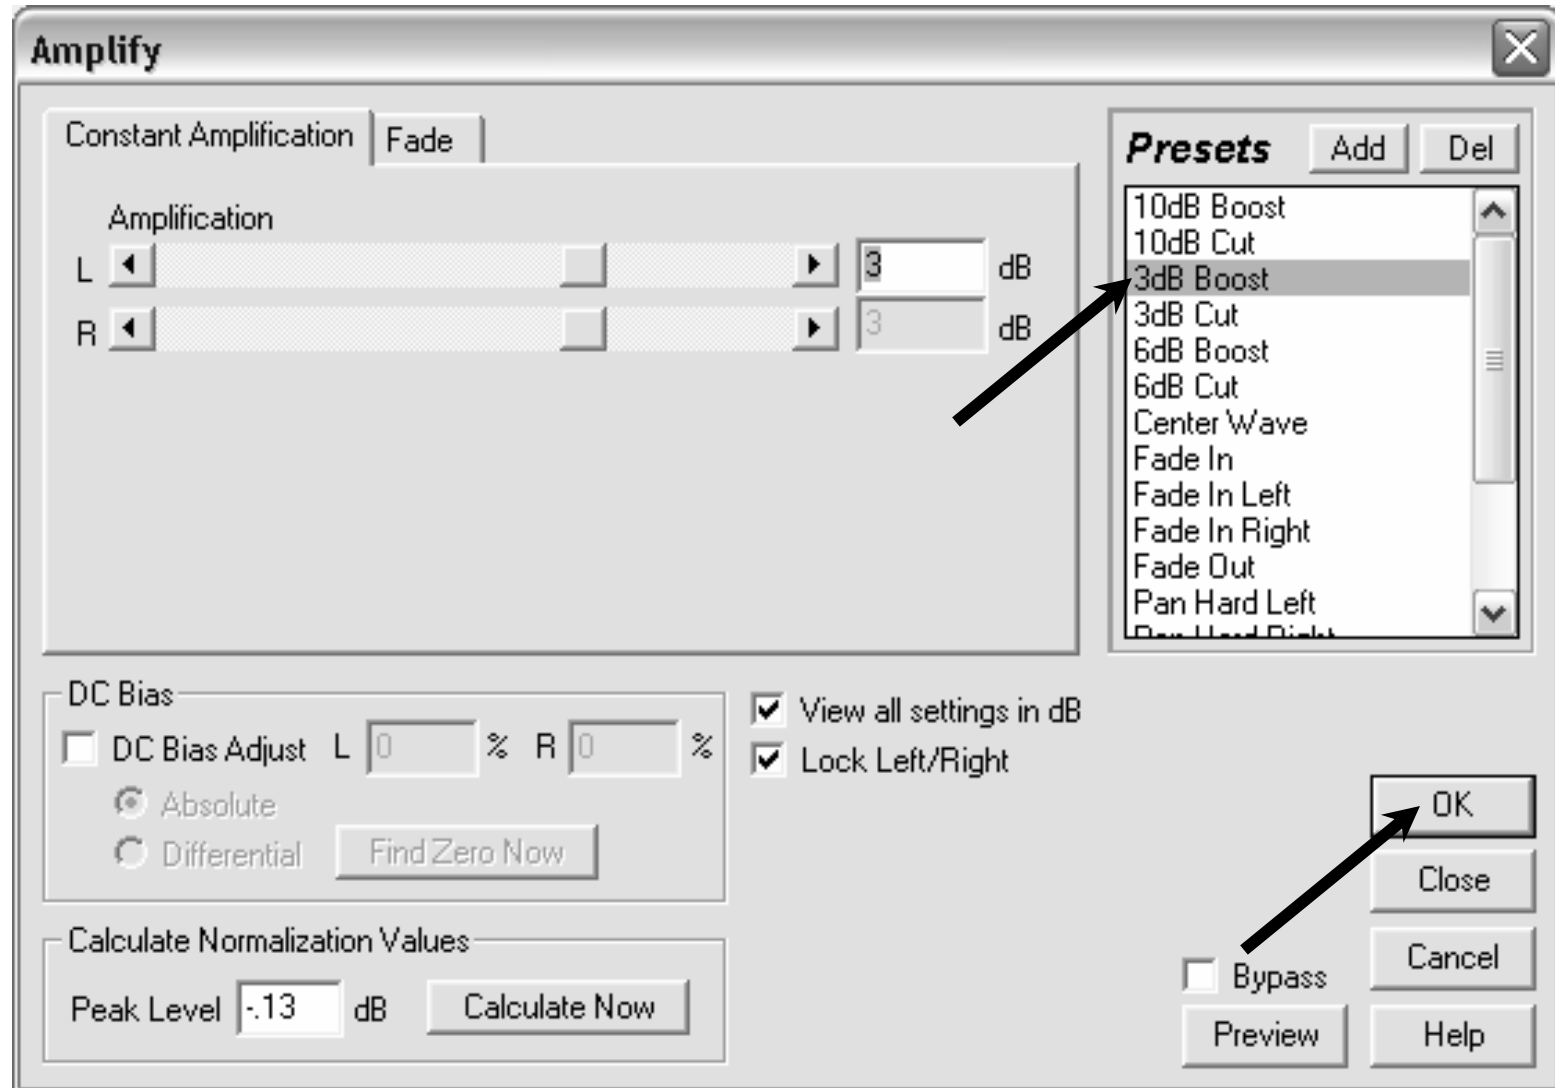 Amplify
Constant Amplification
Fade
Amplification
L
3
dB
R
3
dB
Presets
Add
Del
10dB Boost
10dB Cut
3dB Boost
3dB Cut
6dB Boost
6dB Cut
Center Wave
Fade In
Fade In Left
Fade In Right
Fade Out
Pan Hard Left
Pan Hard Right
DC Bias
DC Bias Adjust L 0 % R 0 %
Absolute
Differential
Find Zero Now
View all settings in dB
Lock Left/Right
Calculate Normalization Values
Peak Level -.13 dB
Calculate Now
OK
Close
Cancel
Bypass
Preview
Help